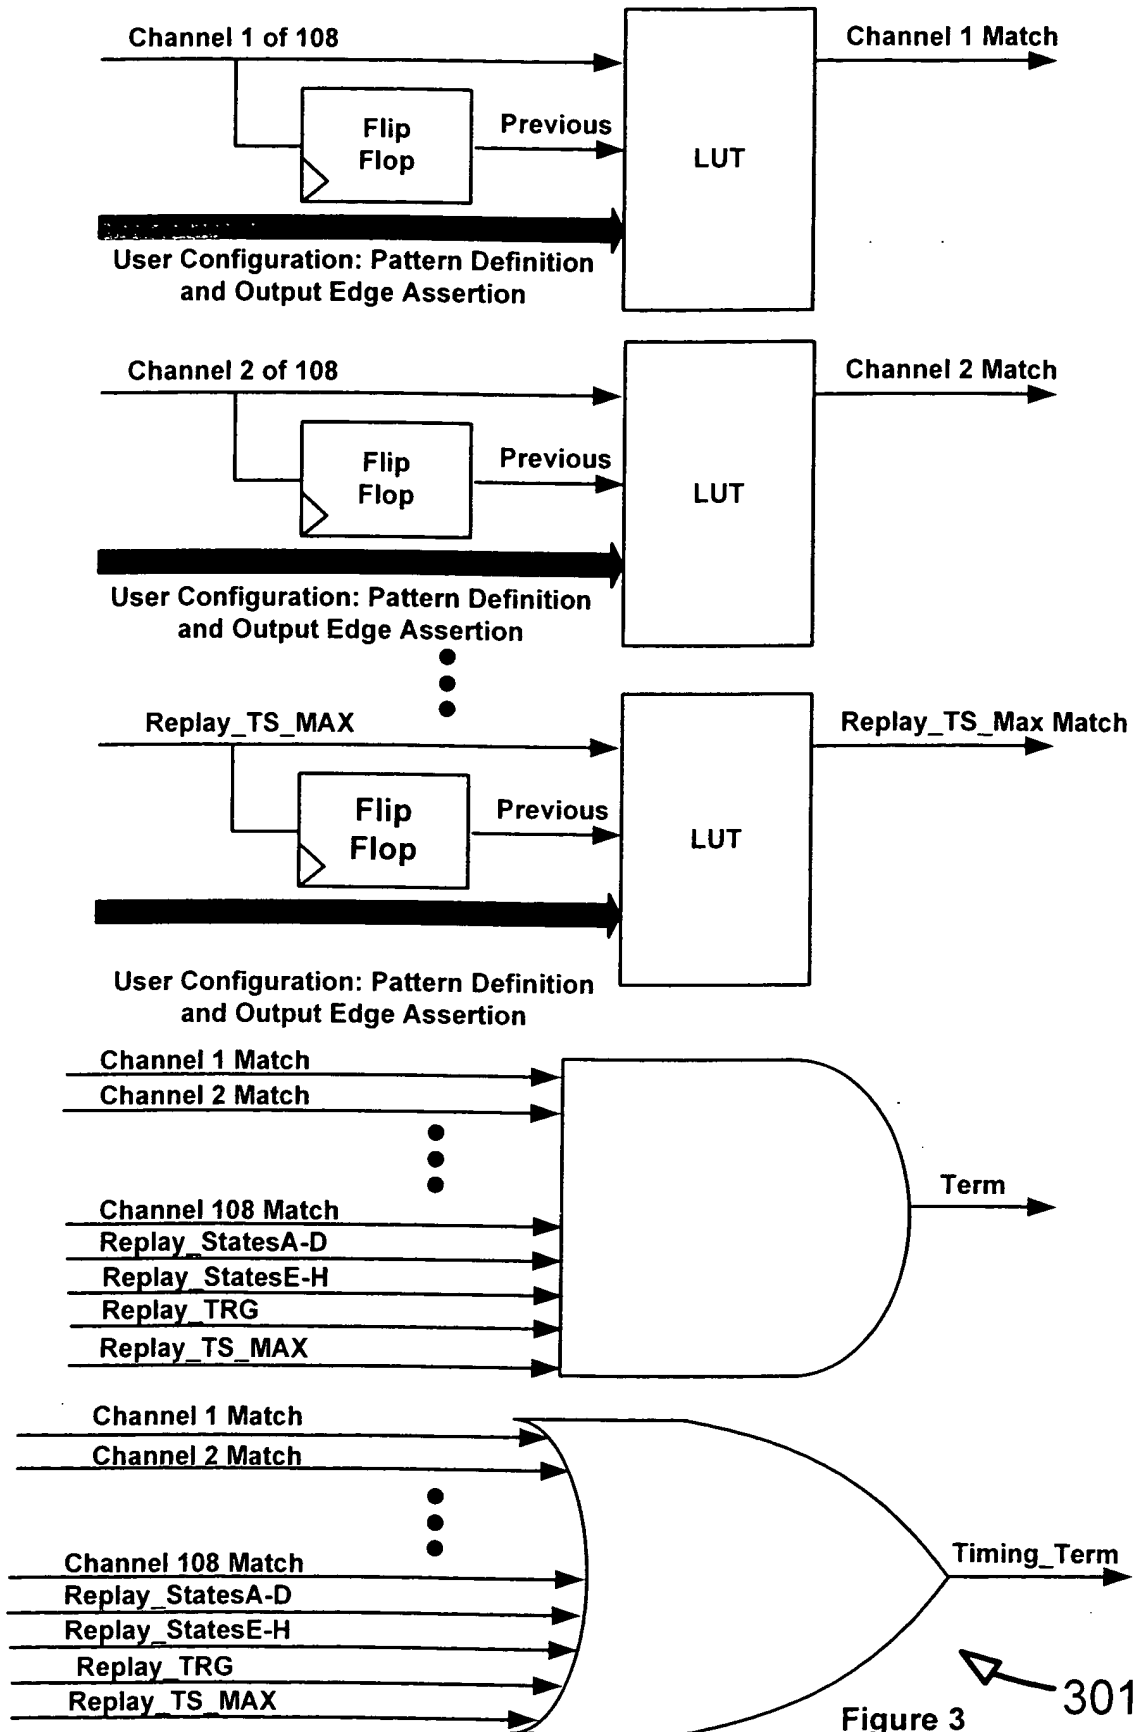 Channel 1 of 108
Channel 1 Match
Flip
Flop
Previous
LUT
User Configuration: Pattern Definition
and Output Edge Assertion
Channel 2 of 108
Channel 2 Match
Flip
Flop
Previous
LUT
User Configuration: Pattern Definition
and Output Edge Assertion
Replay_TS_MAX
Replay_TS_Max Match
Flip
Flop
Previous
LUT
User Configuration: Pattern Definition
and Output Edge Assertion
Channel 1 Match
Channel 2 Match
Channel 108 Match
Replay_StatesA-D
Replay_StatesE-H
Replay_TRG
Replay_TS_MAX
Term
Channel 1 Match
Channel 2 Match
Channel 108 Match
Replay_StatesA-D
Replay_StatesE-H
Replay_TRG
Replay_TS_MAX
Timing_Term
301
Figure 3